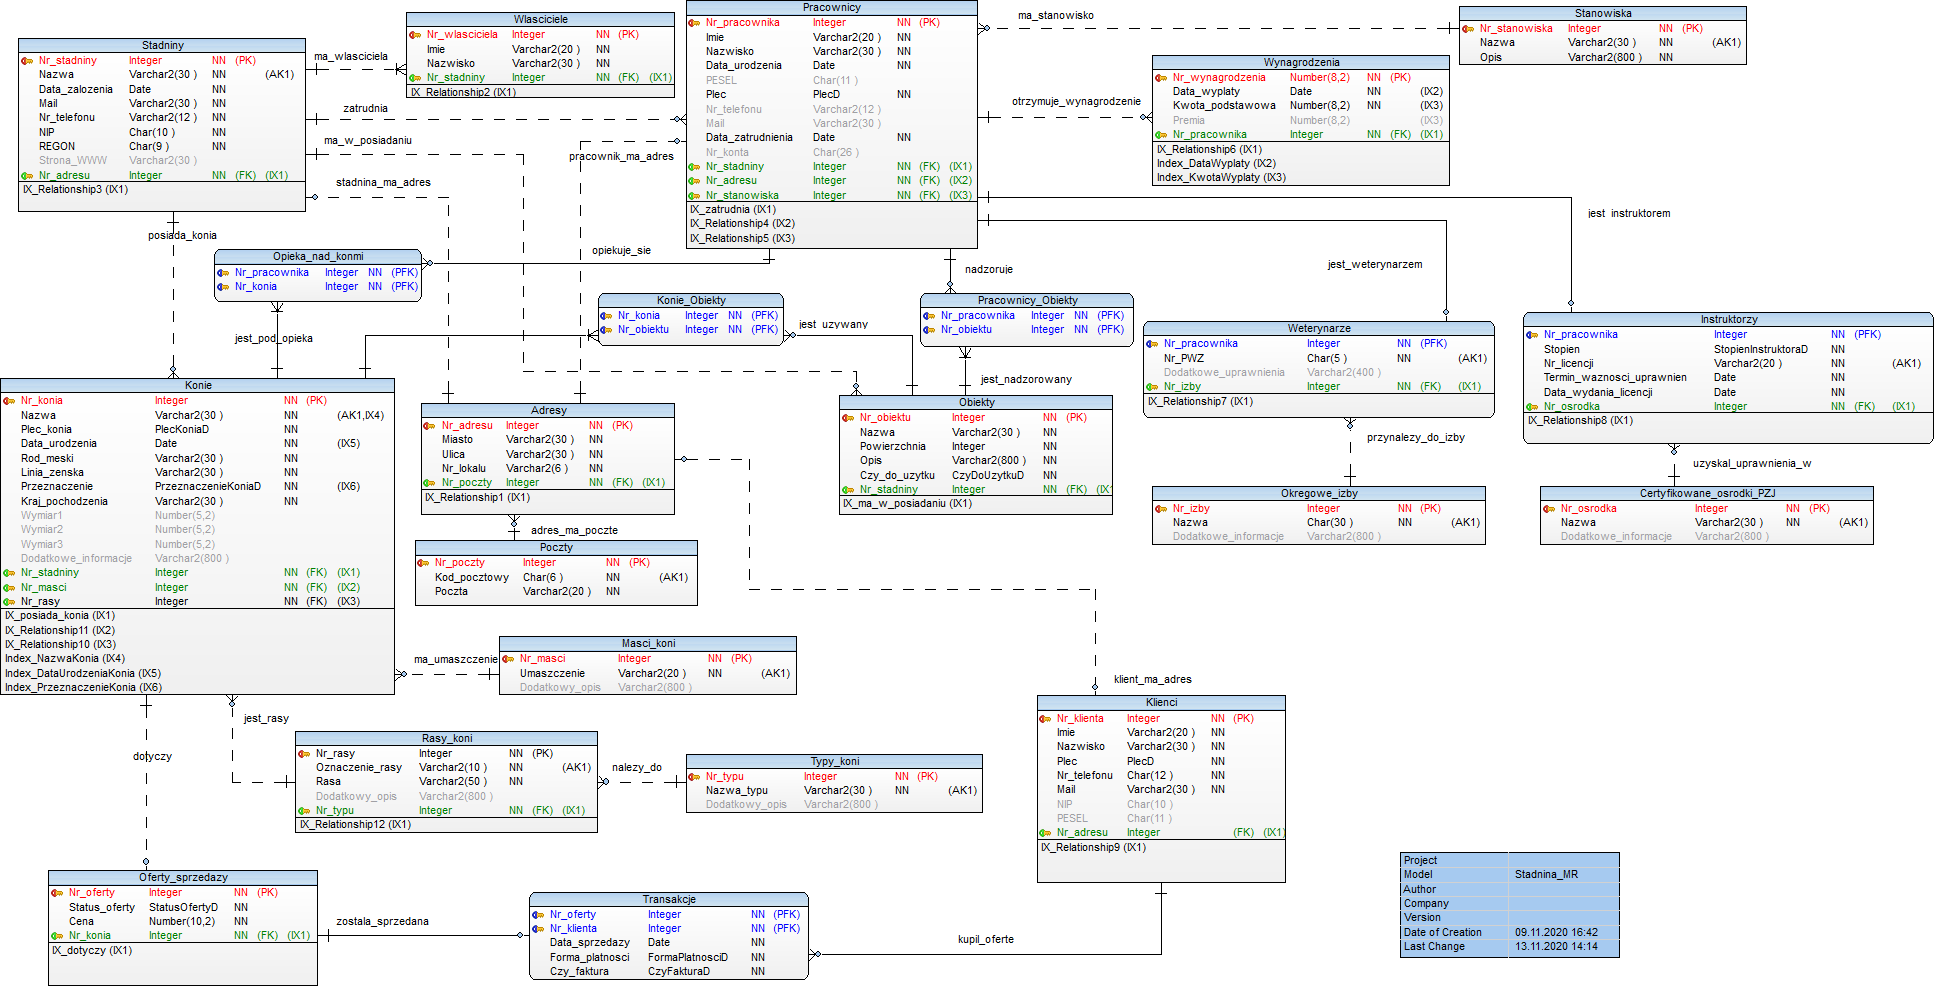 Stadniny
Nr_stadniny Integer NN (PK)
Nazwa Varchar2(30 ) NN (AK1)
Data_zalozenia Date NN
Mail Varchar2(30 ) NN
Nr_telefonu Varchar2(12 ) NN
NIP Char(10 ) NN
REGON Char(9 ) NN
Strona_WWW Varchar2(30 )
Nr_adresu Integer NN (FK) (IX1)
IX_Relationship3 (IX1)
ma_wlasciciela
Wlasciciele
Nr_wlasciciela Integer NN (PK)
Imie Varchar2(20 ) NN
Nazwisko Varchar2(30 ) NN
Nr_stadniny Integer NN (FK) (IX1)
IX_Relationship2 (IX1)
zatrudnia
ma_w_posiadaniu
stadnina_ma_adres
pracownik_ma_adres
Pracownicy
Nr_pracownika Integer NN (PK)
Imie Varchar2(20 ) NN
Nazwisko Varchar2(30 ) NN
Data_urodzenia Date NN
PESEL Char(11 )
Plec PlecD NN
Nr_telefonu Varchar2(12 )
Mail Varchar2(30 )
Data_zatrudnienia Date NN
Nr_konta Char(26 )
Nr_stadniny Integer NN (FK) (IX1)
Nr_adresu Integer NN (FK) (IX2)
Nr_stanowiska Integer NN (FK) (IX3)
IX_zatrudnia (IX1)
IX_Relationship4 (IX2)
IX_Relationship5 (IX3)
ma_stanowisko
Stanowiska
Nr_stanowiska Integer NN (PK)
Nazwa Varchar2(30 ) NN (AK1)
Opis Varchar2(800 ) NN
otrzymuje_wynagrodzenie
Wynagrodzenia
Nr_wynagrodzenia Number(8,2) NN (PK)
Data_wyplaty Date NN (IX2)
Kwota_podstawowa Number(8,2) NN (IX3)
Premia Number(8,2) (IX3)
Nr_pracownika Integer NN (FK) (IX1)
IX_Relationship6 (IX1)
Index_DataWyplaty (IX2)
Index_KwotaWyplaty (IX3)
jest instruktorem
jest_weterynarzem
posiada_konia
Opieka_nad_konmi
Nr_pracownika Integer NN (PFK)
Nr_konia Integer NN (PFK)
opiekuje_sie
nadzoruje
jest_pod_opieka
Konie_Obiekty
Nr_konia Integer NN (PFK)
Nr_obiektu Integer NN (PFK)
jest_uzywany
Pracownicy_Obiekty
Nr_pracownika Integer NN (PFK)
Nr_obiektu Integer NN (PFK)
jest_nadzorowany
Weterynarze
Nr_pracownika Integer NN (PFK)
Nr_PWZ Char(5 ) NN (AK1)
Dodatkowe_uprawnienia Varchar2(400 )
Nr_izby Integer NN (FK) (IX1)
IX_Relationship7 (IX1)
Instruktorzy
Nr_pracownika Integer NN (PFK)
Stopien StopienInstruktoraD NN
Nr_licencji Varchar2(20 ) NN (AK1)
Termin_waznosci_uprawnien Date NN
Data_wydania_licencji Date NN
Nr_osrodka Integer NN (FK) (IX1)
IX_Relationship8 (IX1)
Konie
Nr_konia Integer NN (PK)
Nazwa Varchar2(30 ) NN (AK1,IX4)
Plec_konia PlecKoniaD NN
Data_urodzenia Date NN (IX5)
Rod_meski Varchar2(30 ) NN
Linia_zenska Varchar2(30 ) NN
Przeznaczenie PrzeznaczenieKoniaD NN (IX6)
Kraj_pochodzenia Varchar2(30 ) NN
Wymiar1 Number(5,2)
Wymiar2 Number(5,2)
Wymiar3 Number(5,2)
Dodatkowe_informacje Varchar2(800 )
Nr_stadniny Integer NN (FK) (IX1)
Nr_masci Integer NN (FK) (IX2)
Nr_rasy Integer NN (FK) (IX3)
IX_posiada_konia (IX1)
IX_Relationship11 (IX2)
IX_Relationship10 (IX3)
Index_NazwaKonia (IX4)
Index_DataUrodzeniaKonia (IX5)
Index_PrzeznaczenieKonia (IX6)
Adresy
Nr_adresu Integer NN (PK)
Miasto Varchar2(30 ) NN
Ulica Varchar2(30 ) NN
Nr_lokalu Varchar2(6 ) NN
Nr_poczty Integer NN (FK) (IX1)
IX_Relationship1 (IX1)
Obiekty
Nr_obiektu Integer NN (PK)
Nazwa Varchar2(30 ) NN
Powierzchnia Integer NN
Opis Varchar2(800 ) NN
Czy_do_uzytku CzyDoUzytkuD NN
Nr_stadniny Integer NN (FK) (IX1
IX_ma_w_posiadaniu (IX1)
przynalezy_do_izby
uzyskal_uprawnienia_w
Okregowe_izby
Nr_izby Integer NN (PK)
Nazwa Char(30 ) NN (AK1)
Dodatkowe_informacje Varchar2(800 )
Certyfikowane_osrodki_PZJ
Nr_osrodka Integer NN (PK)
Nazwa Varchar2(30 ) NN (AK1)
Dodatkowe_informacje Varchar2(800 )
adres_ma_poczte
Poczty
Nr_poczty Integer NN (PK)
Kod_pocztowy Char(6 ) NN (AK1)
Poczta Varchar2(20 ) NN
ma_umaszczenie
Masci_koni
Nr_masci Integer NN (PK)
Umaszczenie Varchar2(20 ) NN (AK1)
Dodatkowy_opis Varchar2(800 )
klient_ma_adres
Klienci
Nr_klienta Integer NN (PK)
Imie Varchar2(20 ) NN
Nazwisko Varchar2(30 ) NN
Plec PlecD NN
Nr_telefonu Char(12 ) NN
Mail Varchar2(30 ) NN
NIP Char(10 )
PESEL Char(11 )
Nr_adresu Integer (FK) (IX1)
IX_Relationship9 (IX1)
jest_rasy
dotyczy
Rasy_koni
Nr_rasy Integer NN (PK)
Oznaczenie_rasy Varchar2(10 ) NN (AK1)
Rasa Varchar2(50 ) NN
Dodatkowy_opis Varchar2(800 )
Nr_typu Integer NN (FK) (IX1)
IX_Relationship12 (IX1)
nalezy_do
Typy_koni
Nr_typu Integer NN (PK)
Nazwa_typu Varchar2(30 ) NN (AK1)
Dodatkowy_opis Varchar2(800 )
Oferty_sprzedazy
Nr_oferty Integer NN (PK)
Status_oferty StatusOfertyD NN
Cena Number(10,2) NN
Nr_konia Integer NN (FK) (IX1)
IX_dotyczy (IX1)
zostala_sprzedana
Transakcje
Nr_oferty Integer NN (PFK)
Nr_klienta Integer NN (PFK)
Data_sprzedazy Date NN
Forma_platnosci FormaPlatnosciD NN
Czy_faktura CzyFakturaD NN
kupil_oferte
Project
Model Stadnina_MR
Author
Company
Version
Date of Creation 09.11.2020 16:42
Last Change 13.11.2020 14:14